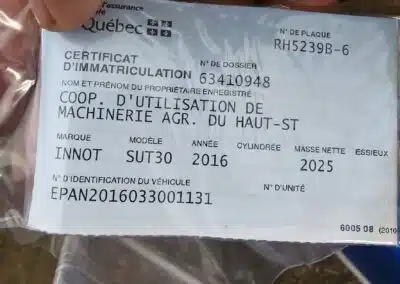 l'assurance
Québec
N° DE PLAQUE
RH5239B-6
CERTIFICAT
D'IMMATRICULATION
N° DE DOSSIER
63410948
NOM ET PRÉNOM DU PROPRIÉTAIRE ENREGISTRÉ
COOP. D'UTILISATION DE
MACHINERIE AGR. DU HAUT-ST
MARQUE MODÈLE ANNÉE CYLINDRÉE MASSE NETTE ESSIEUX
INNOT SUT30 2016 2025
N° D'IDENTIFICATION DU VÉHICULE N° D'UNITÉ
EPAN2016033001131
6005 08